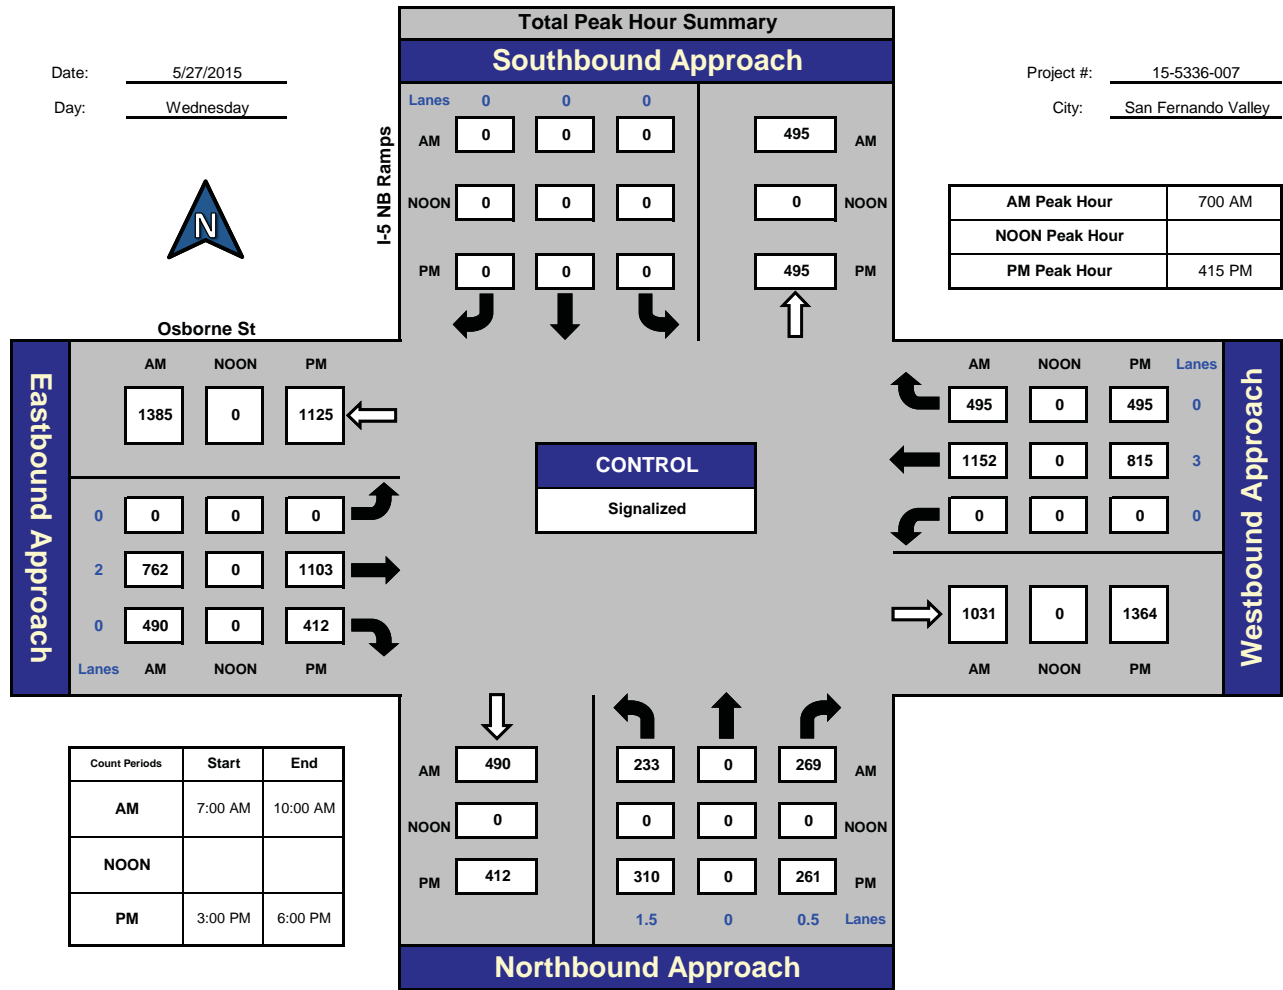 Total Peak Hour Summary
Southbound Approach
Date: 5/27/2015
Day: Wednesday
Project #: 15-5336-007
City: San Fernando Valley
N
I-5 NB Ramps
Lanes 0 0 0
AM 0 0 0 495 AM
NOON 0 0 0 0 NOON
PM 0 0 0 495 PM
AM Peak Hour 700 AM
NOON Peak Hour
PM Peak Hour 415 PM
Osborne St
Eastbound Approach
AM NOON PM
1385 0 1125
0 0 0 0
2 762 0 1103
0 490 0 412
Lanes AM NOON PM
CONTROL
Signalized
AM NOON PM Lanes
495 0 495 0
1152 0 815 3
0 0 0 0
1031 0 1364
AM NOON PM
Westbound Approach
Count Periods Start End
AM 7:00 AM 10:00 AM
NOON
PM 3:00 PM 6:00 PM
AM 490 233 0 269 AM
NOON 0 0 0 0 NOON
PM 412 310 0 261 PM
1.5 0 0.5 Lanes
Northbound Approach